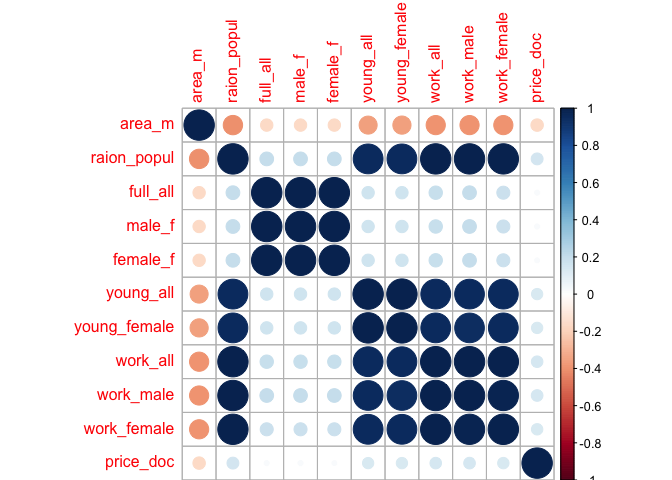 area_m
raion_popul
full_all
male_f
female_f
young_all
young_female
work_all
work_male
work_female
price_doc
area_m
raion_popul
full_all
male_f
female_f
young_all
young_female
work_all
work_male
work_female
price_doc
1
0.8
0.6
0.4
0.2
0
-0.2
-0.4
-0.6
-0.8
-1